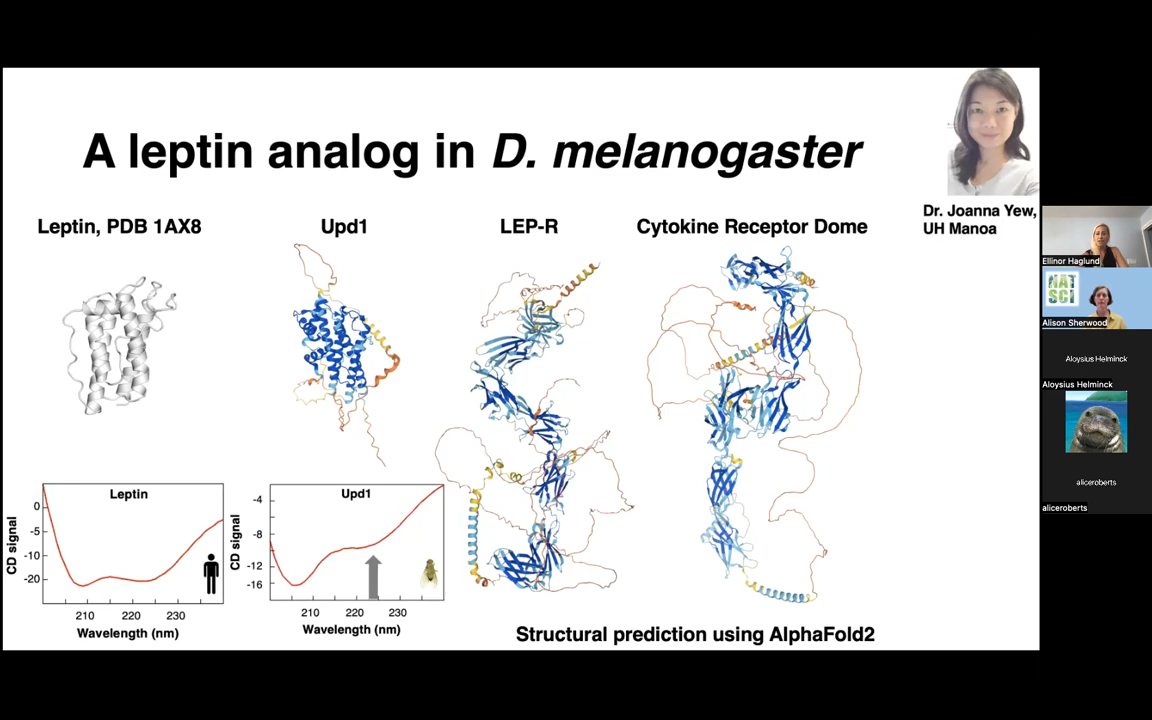 A leptin analog in D. melanogaster
Dr. Joanna Yew,
UH Manoa
Leptin, PDB 1AX8
Upd1
LEP-R
Cytokine Receptor Dome
Leptin
CD signal
0
-5
-10
-20
210
220
230
Wavelength (nm)
Upd1
CD signal
-4
-8
-12
-16
210
220
230
Wavelength (nm)
Structural prediction using AlphaFold2
Ellinor Haglund
NAT
SCI
Alison Sherwood
Aloysius Helminck
Aloysius Helminck
aliceroberts
aliceroberts